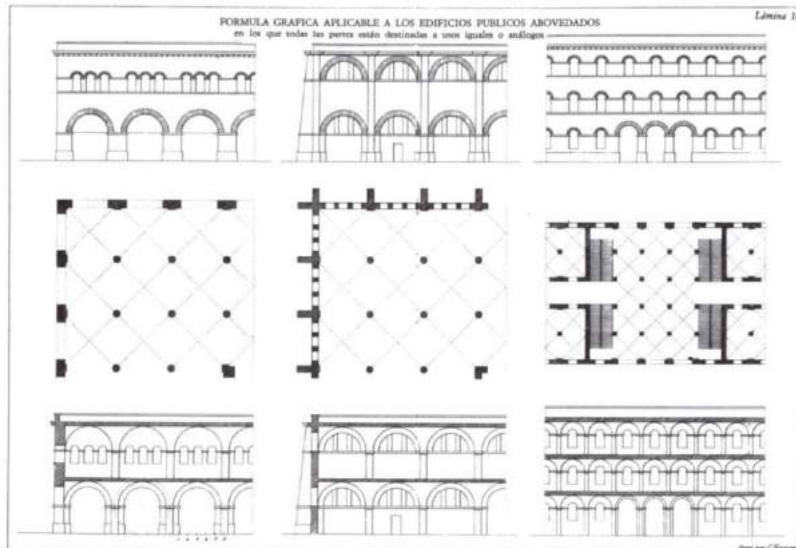 FORMULA GRAFICA APLICABLE A LOS EDIFICIOS PUBLICOS ABOVEDADOS
en los que todas las partes están destinadas a usos iguales o análogos
Lámina